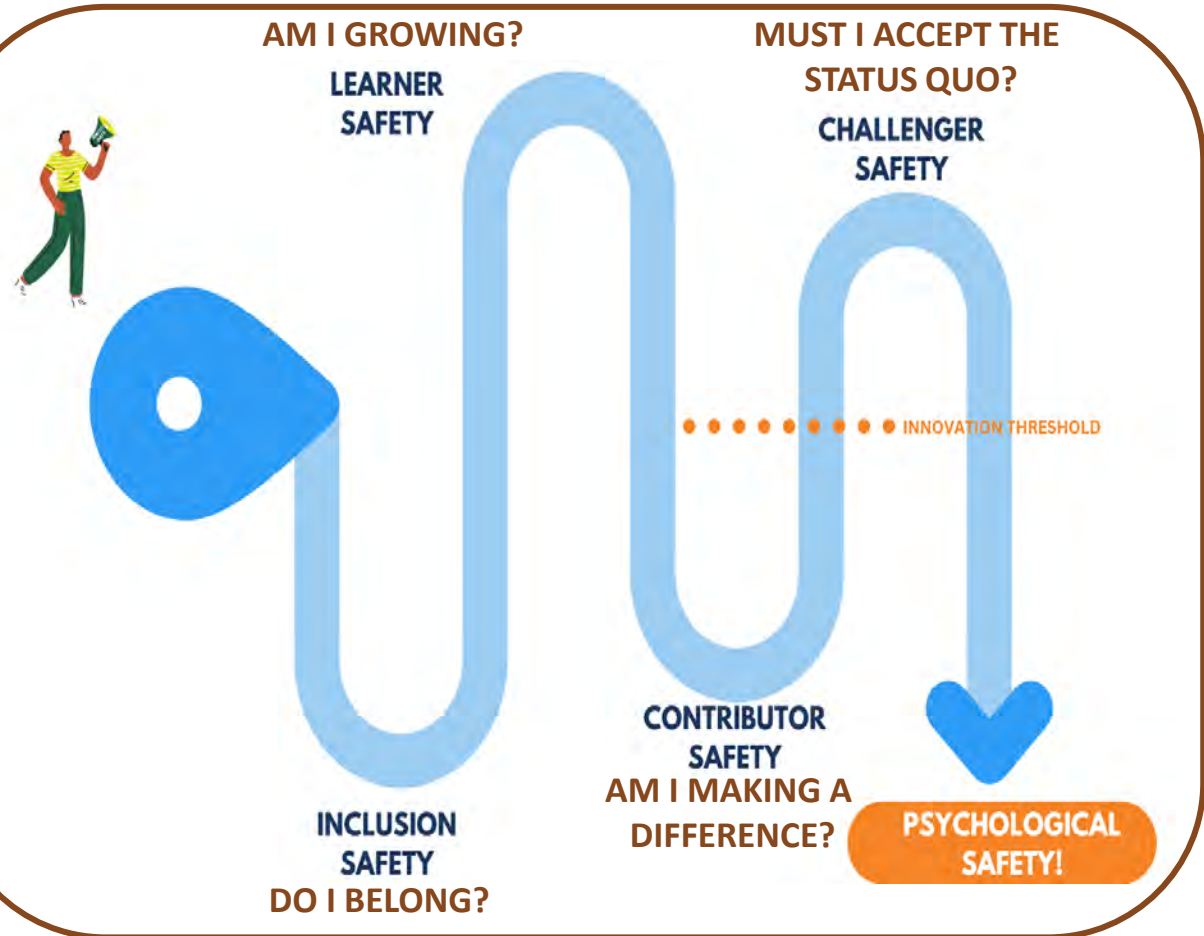 AM I GROWING?
LEARNER
SAFETY
MUST I ACCEPT THE
STATUS QUO?
CHALLENGER
SAFETY
INNOVATION THRESHOLD
INCLUSION
SAFETY
DO I BELONG?
CONTRIBUTOR
SAFETY
AM I MAKING A
DIFFERENCE?
PSYCHOLOGICAL
SAFETY!